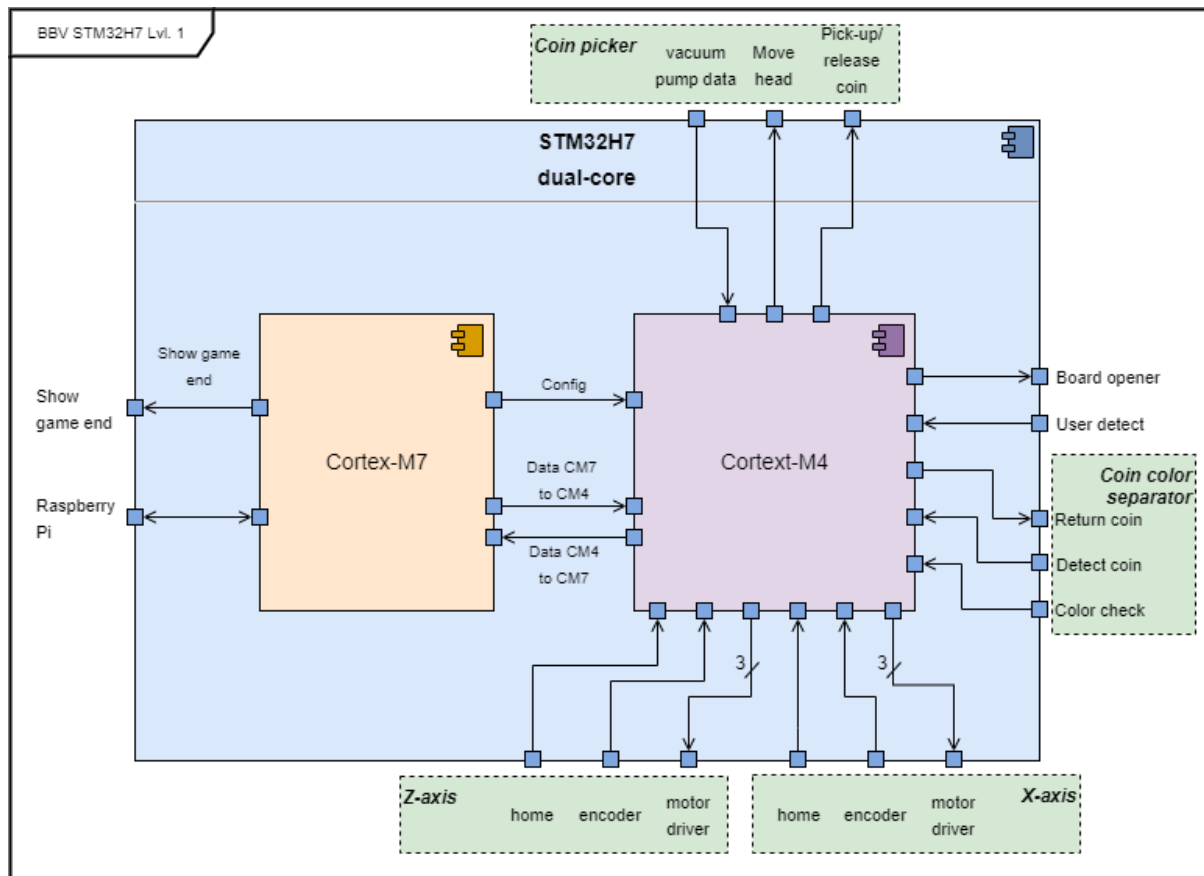 BBV STM32H7 Lvl. 1
Coin picker
vacuum
pump data
Move
head
Pick-up/
release
coin
STM32H7
dual-core
Show game
end
Show
game end
Raspberry
Pi
Cortex-M7
Config
Data CM7
to CM4
Data CM4
to CM7
Cortext-M4
Board opener
User detect
Coin color
separator
Return coin
Detect coin
Color check
3
3
Z-axis
home
encoder
motor
driver
home
encoder
motor
driver
X-axis